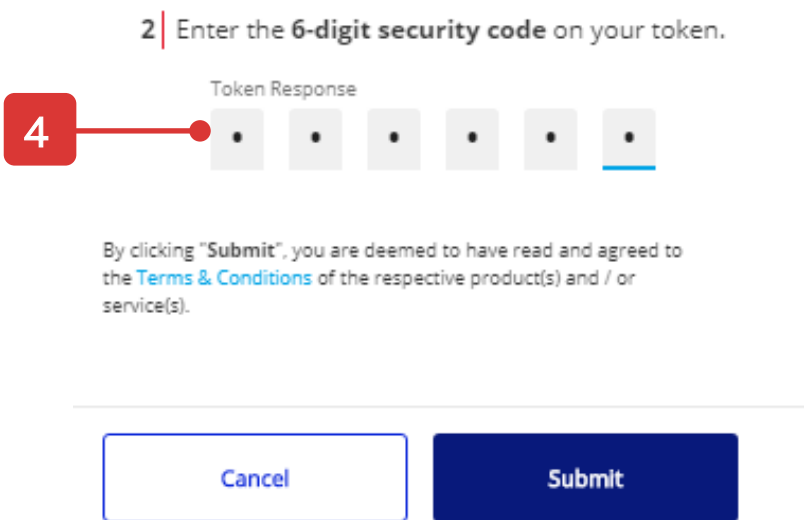 2 Enter the 6-digit security code on your token.
Token Response
4
By clicking "Submit", you are deemed to have read and agreed to
the Terms & Conditions of the respective product(s) and / or
service(s).
Cancel
Submit